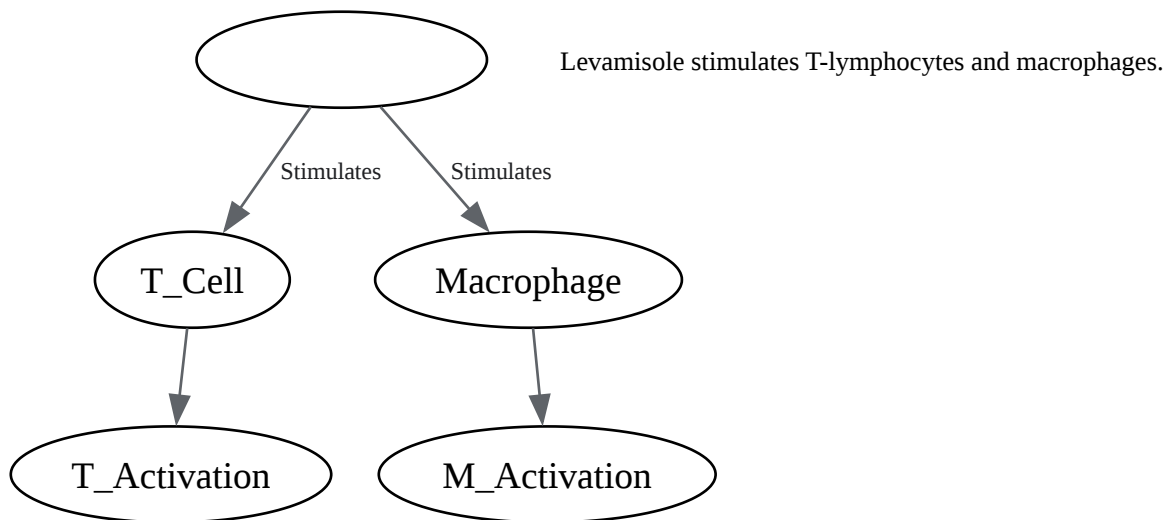 Levamisole stimulates T-lymphocytes and macrophages.
Stimulates
Stimulates
T_Cell
Macrophage
T_Activation
M_Activation